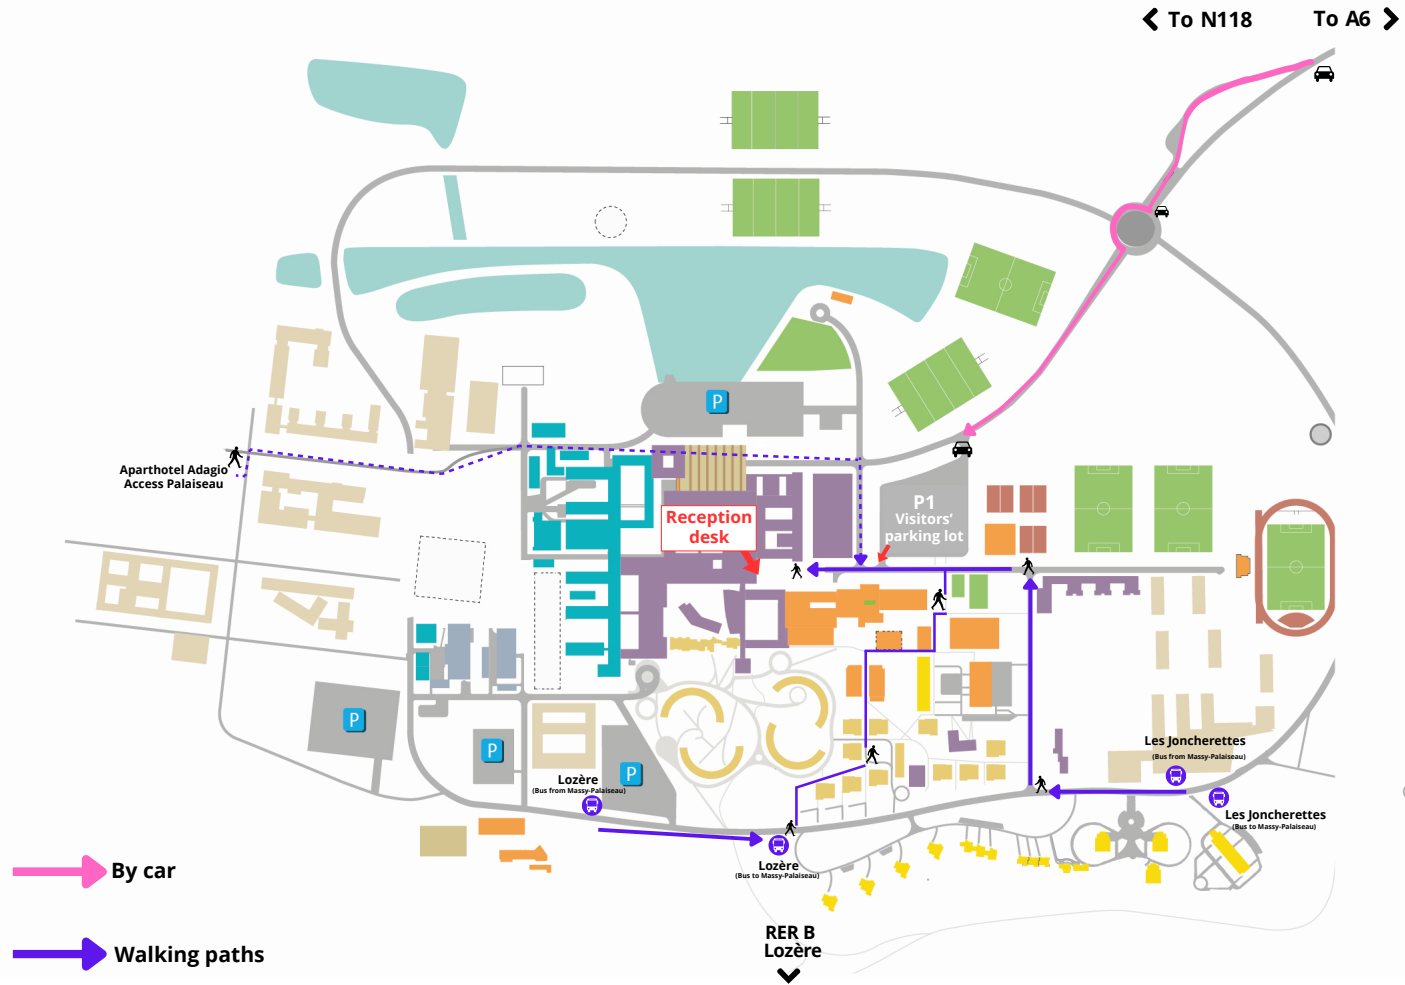 To N118
To A6
P
Aparthotel Adagio
Access Palaiseau
P1
Visitors'
parking lot
Reception
desk
P
P
P
Lozère
(Bus from Massy-Palaiseau)
Les Joncherettes
(Bus from Massy-Palaiseau)
Les Joncherettes
(Bus to Massy-Palaiseau)
Lozère
(Bus to Massy-Palaiseau)
By car
Walking paths
RER B
Lozère